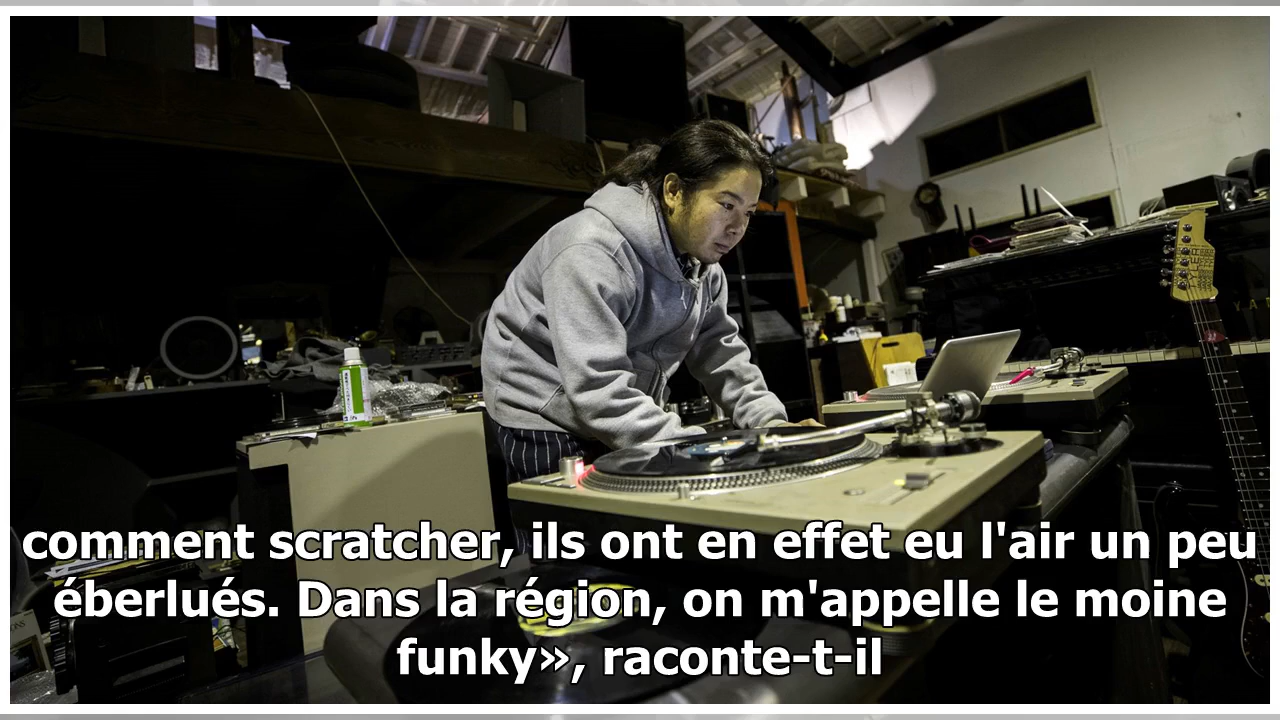 comment scratcher, ils ont en effet eu l'air un peu
éberlués. Dans la région, on m'appelle le moine
funky», raconte-t-il